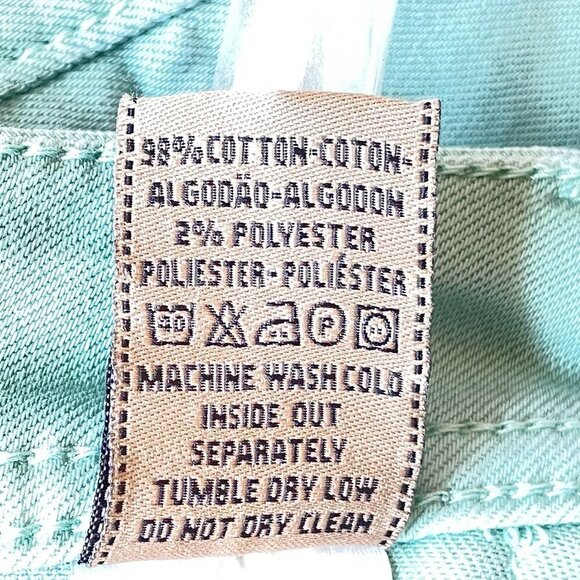 98% COTTON-COTON-
ALGODÃO-ALGODON
2% POLYESTER
POLIESTER-POLIÉSTER
P
MACHINE WASH COLD
INSIDE OUT
SEPARATELY
TUMBLE DRY LOW
DO NOT DRY CLEAN